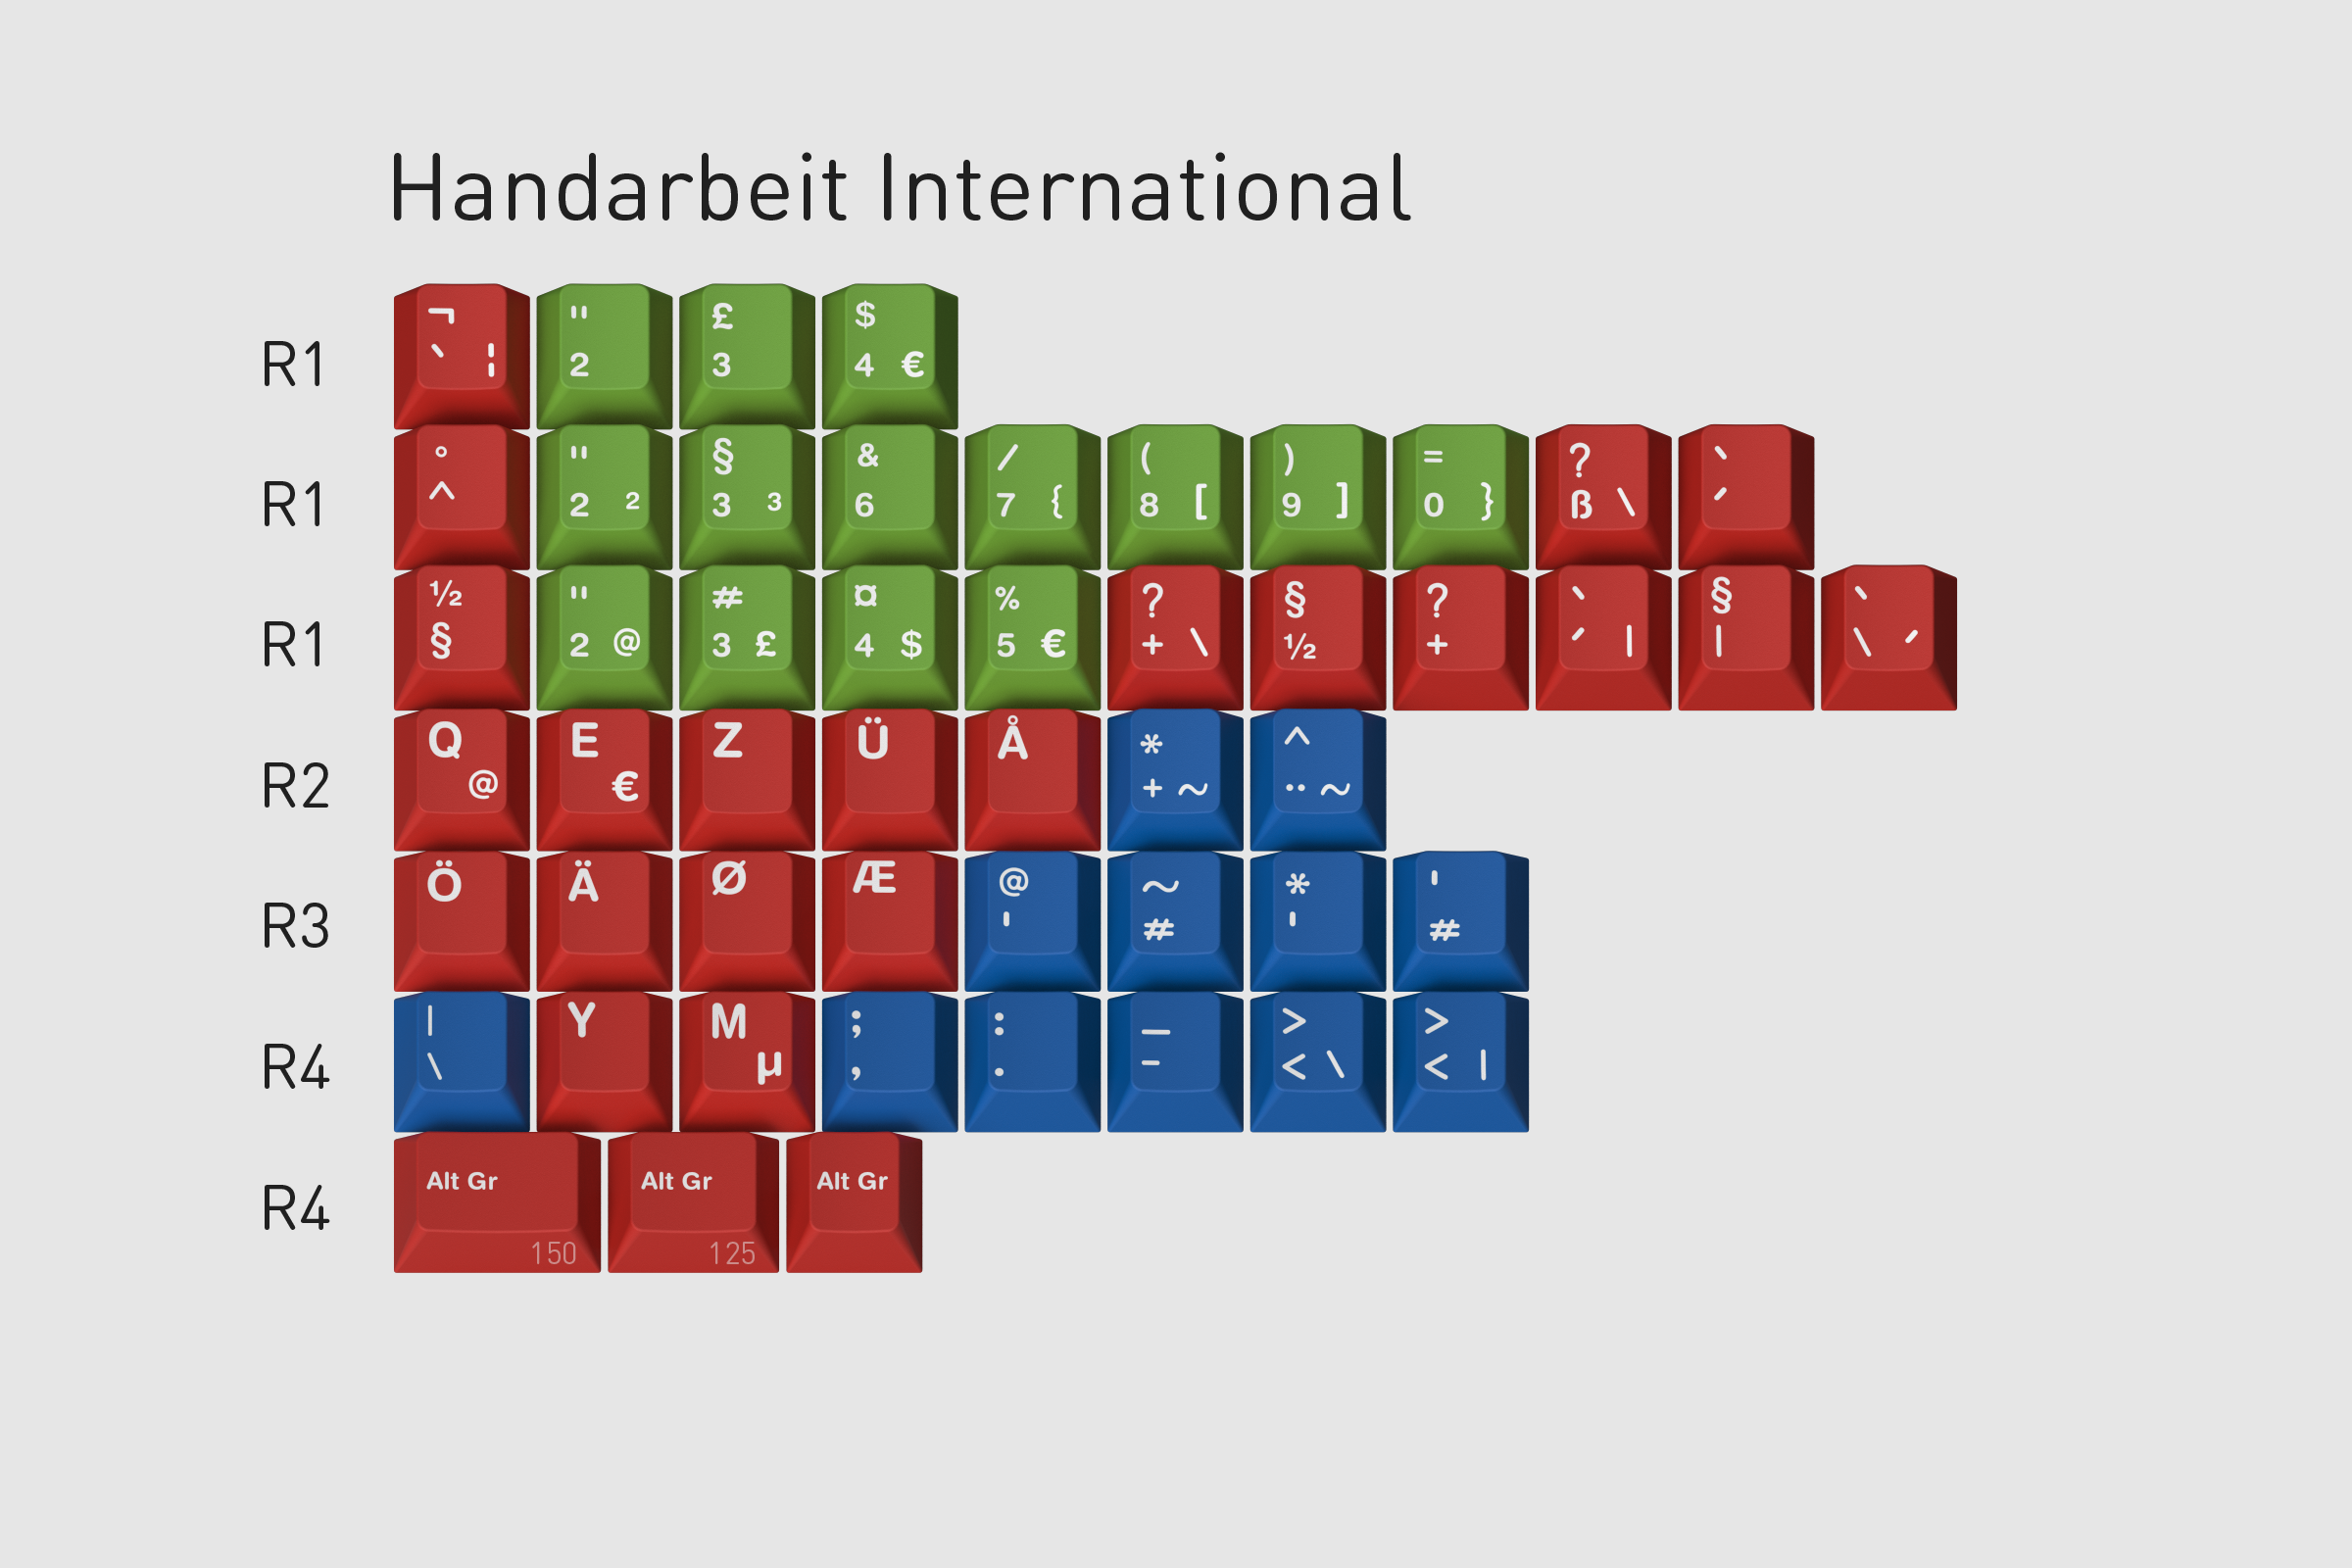 Handarbeit International
R1
¬ " £ $
` ¦ 2 3 4 €
R1
° " § & / ( ) = ? `
^ 2 ² 3 ³ 6 7 { 8 [ 9 ] 0 } ß \ ´
R1
½ " # ¤ % ? § ? ` § `
§ 2 @ 3 £ 4 $ 5 € + \ ½ + ´ | | \ ´
R2
Q E Z Ü Å * ^
@ € + ~ ¨ ~
R3
Ö Ä Ø Æ @ ~ * '
' # ' #
R4
| Y M ; : _ > >
\ µ , . - < \ < |
R4
Alt Gr Alt Gr Alt Gr
150 125